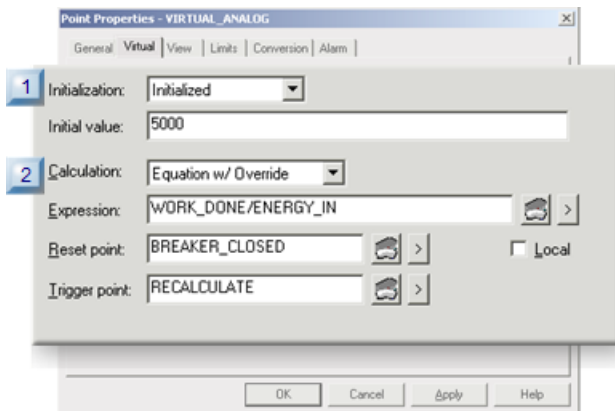 Point Properties - VIRTUAL_ANALOG
General Virtual View Limits Conversion Alarm
1 Initialization: Initialized
Initial value: 5000
2 Calculation: Equation w/ Override
Expression: WORK_DONE/ENERGY_IN >
Reset point: BREAKER_CLOSED > Local
Trigger point: RECALCULATE >
OK Cancel Apply Help